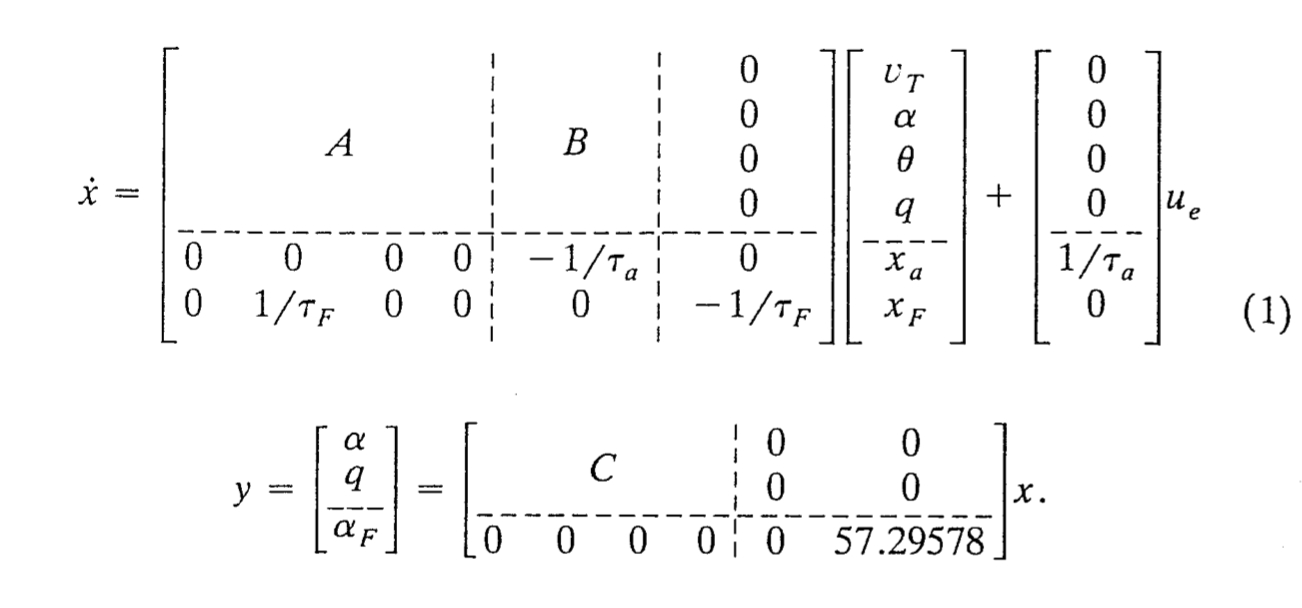 ẋ = [ A ¦ B ¦ 0 ] [ v_T ] + [ 0 ] u_e
0 α 0
0 θ 0
0 q 0
0 0 0 0 ¦ −1/τ_a ¦ 0 x_a 1/τ_a
0 1/τ_F 0 0 ¦ 0 ¦ −1/τ_F x_F 0 (1)
y = [ α ] = [ C ¦ 0 0 ] x.
q 0 0
α_F 0 0 0 0 ¦ 0 57.29578